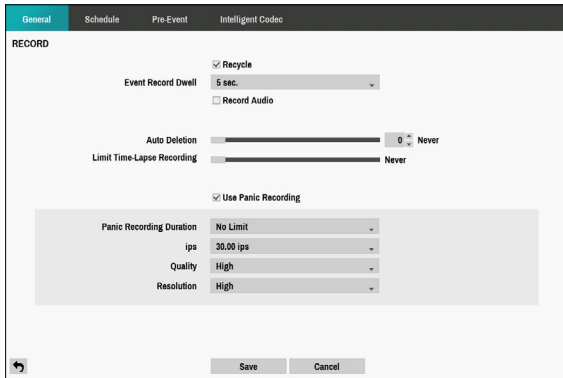 General Schedule Pre-Event Intelligent Codec
RECORD
Recycle
Event Record Dwell 5 sec.
Record Audio
Auto Deletion 0 Never
Limit Time-Lapse Recording Never
Use Panic Recording
Panic Recording Duration No Limit
ips 30.00 ips
Quality High
Resolution High
Save Cancel